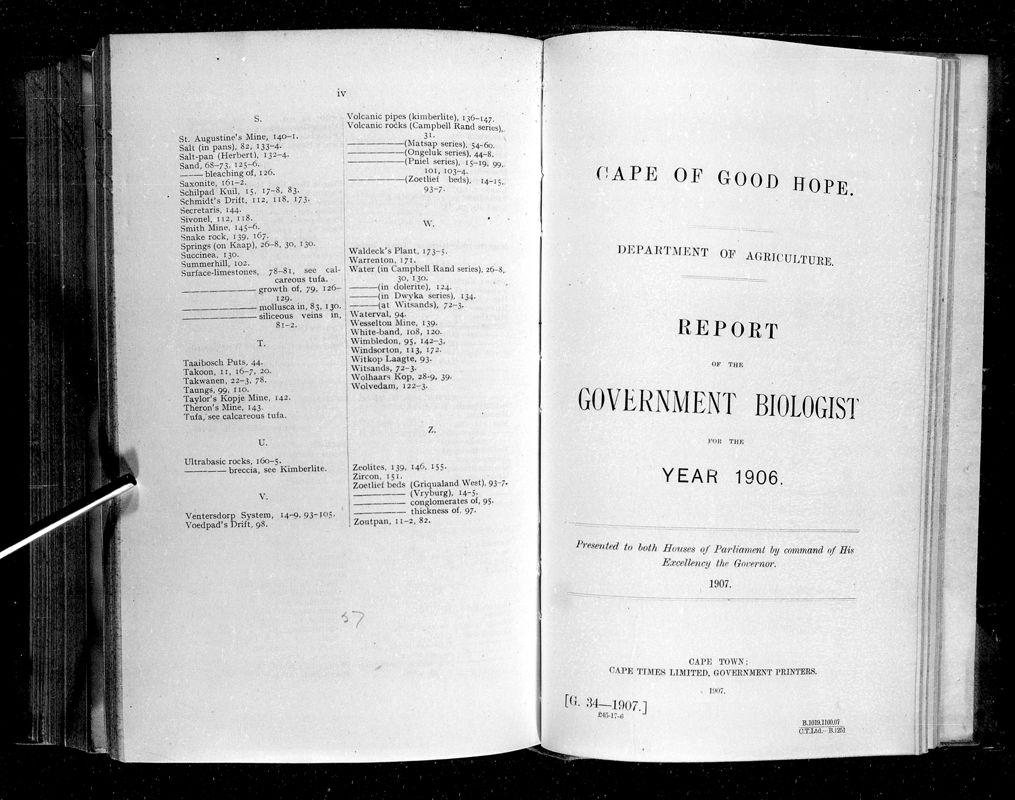 iv
S.
St. Augustine's Mine, 140–1.
Salt (in pans), 82, 133–4.
Salt-pan (Herbert), 132–4.
Sand, 68–73, 125–6.
—— bleaching of, 126.
Saxonite, 161–2.
Schilpad Kuil, 15, 17–8, 83.
Schmidt's Drift, 112, 118, 173.
Secretaris, 144.
Sivonel, 112, 118.
Smith Mine, 145–6.
Snake rock, 139, 167.
Springs (on Kaap), 26–8, 30, 130.
Succinea, 130.
Summerhill, 102.
Surface-limestones, 78–81, see cal-
careous tufa.
———— growth of, 79, 126–
129.
———— mollusca in, 83, 130.
———— siliceous veins in,
81–2.
T.
Taaibosch Puts, 44.
Takoon, 11, 16–7, 20.
Takwanen, 22–3, 78.
Taungs, 99, 110.
Taylor's Kopje Mine, 142.
Theron's Mine, 143.
Tufa, see calcareous tufa.
U.
Ultrabasic rocks, 160–5.
———— breccia, see Kimberlite.
V.
Ventersdorp System, 14–9, 93–105.
Voedpad's Drift, 98.
Volcanic pipes (kimberlite), 136–147.
Volcanic rocks (Campbell Rand series),
31.
————(Matsap series), 54–60.
————(Ongeluk series), 44–8.
————(Pniel series), 15–19, 99,
101, 103–4.
————(Zoetlief beds), 14–15,
93–7.
W.
Waldeck's Plant, 173–5.
Warrenton, 171.
Water (in Campbell Rand series), 26–8,
30, 130.
——(in dolerite), 124.
——(in Dwyka series), 134.
——(at Witsands), 72–3.
Waterval, 94.
Wesselton Mine, 139.
White-band, 108, 120.
Wimbledon, 95, 142–3.
Windsorton, 113, 172.
Witkop Laagte, 93.
Witsands, 72–3.
Wolhaars Kop, 28–9, 39.
Wolvedam, 122–3.
Z.
Zeolites, 139, 146, 155.
Zircon, 151.
Zoetlief beds (Griqualand West), 93–7.
———— (Vryburg), 14–5.
———— conglomerates of, 95.
———— thickness of, 97.
Zoutpan, 11–2, 82.
57
CAPE OF GOOD HOPE.
DEPARTMENT OF AGRICULTURE.
REPORT
OF THE
GOVERNMENT BIOLOGIST
FOR THE
YEAR 1906.
Presented to both Houses of Parliament by command of His
Excellency the Governor.
1907.
CAPE TOWN:
CAPE TIMES LIMITED, GOVERNMENT PRINTERS.
1907.
[G. 34—1907.]
£45-17-6
B.1019.1100.07
C.T.Ltd.—B.1251